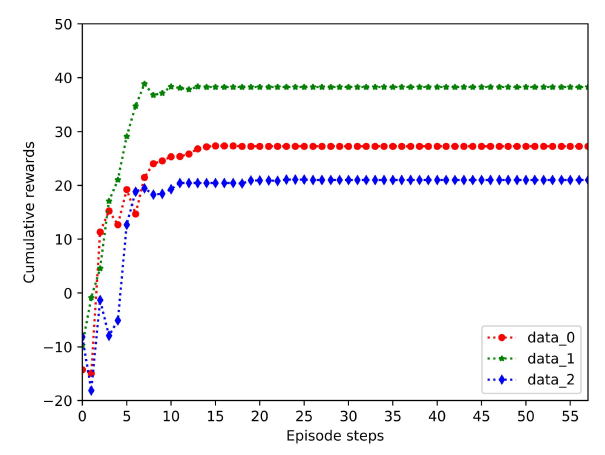 50
40
30
20
10
0
−10
−20
Cumulative rewards
0 5 10 15 20 25 30 35 40 45 50 55
Episode steps
data_0
data_1
data_2